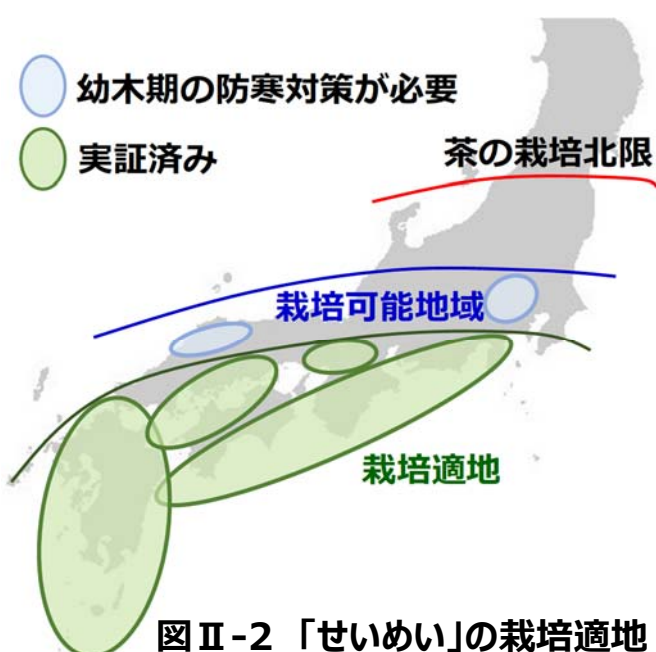 幼木期の防寒対策が必要
実証済み
茶の栽培北限
栽培可能地域
栽培適地
図Ⅱ-2 「せいめい」の栽培適地